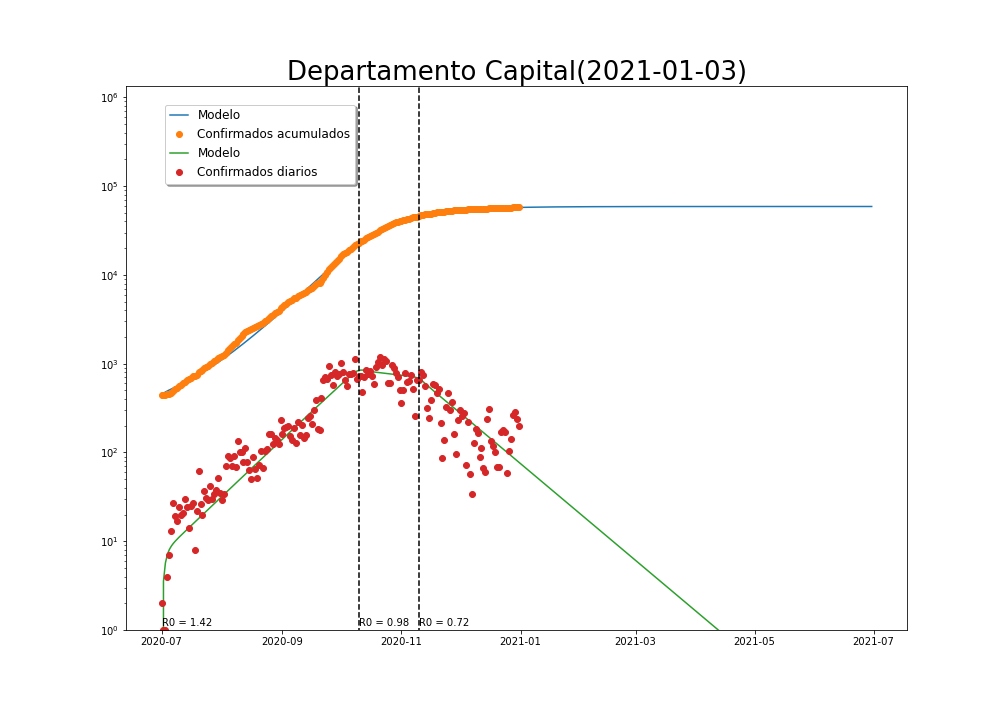 Departamento Capital(2021-01-03)
10^6
10^5
10^4
10^3
10^2
10^1
10^0
Modelo
Confirmados acumulados
Modelo
Confirmados diarios
R0 = 1.42
R0 = 0.98
R0 = 0.72
2020-07
2020-09
2020-11
2021-01
2021-03
2021-05
2021-07